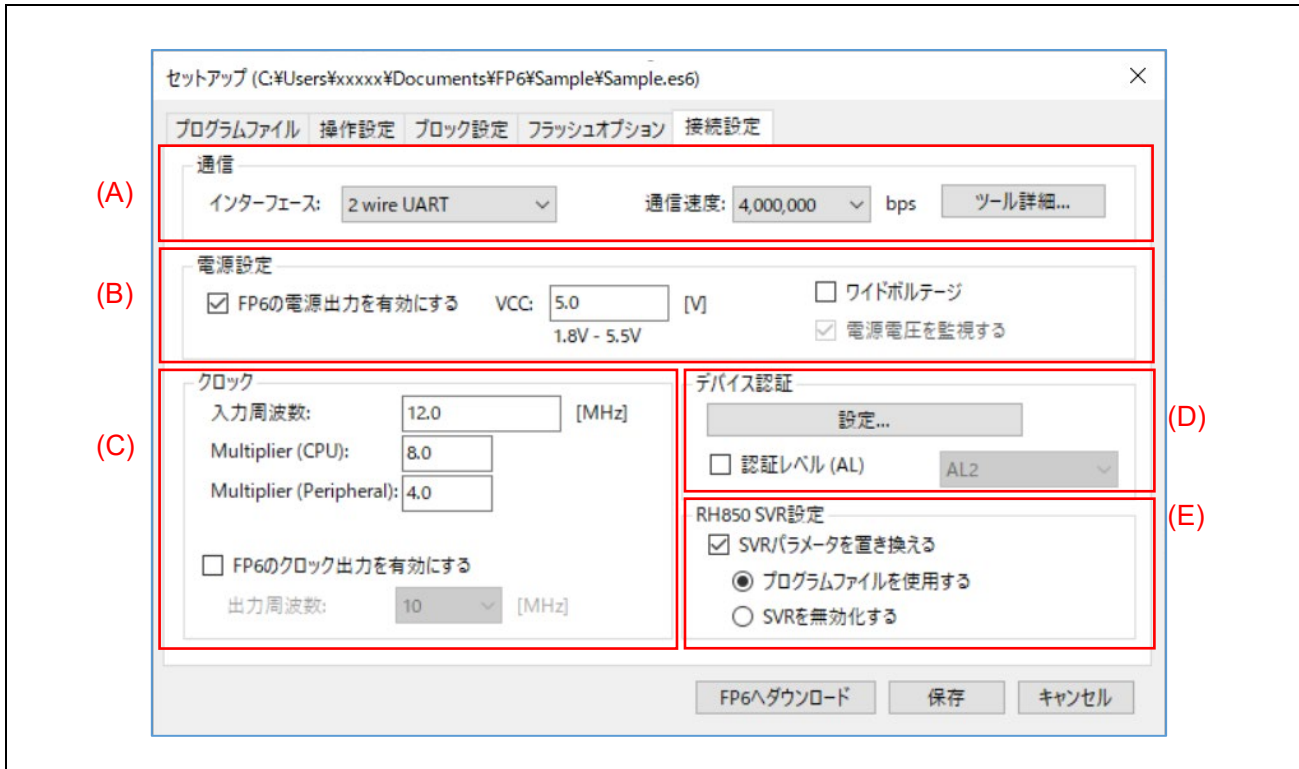 セットアップ (C:¥Users¥xxxxx¥Documents¥FP6¥Sample¥Sample.es6)
プログラムファイル 操作設定 ブロック設定 フラッシュオプション 接続設定
(A)
通信
インターフェース: 2 wire UART 通信速度: 4,000,000 bps ツール詳細...
(B)
電源設定
FP6の電源出力を有効にする VCC: 5.0 [V] ワイドボルテージ
1.8V - 5.5V 電源電圧を監視する
(C)
クロック
入力周波数: 12.0 [MHz]
Multiplier (CPU): 8.0
Multiplier (Peripheral): 4.0
FP6のクロック出力を有効にする
出力周波数: 10 [MHz]
デバイス認証
設定...
(D)
認証レベル (AL) AL2
RH850 SVR設定
(E)
SVRパラメータを置き換える
プログラムファイルを使用する
SVRを無効化する
FP6へダウンロード 保存 キャンセル